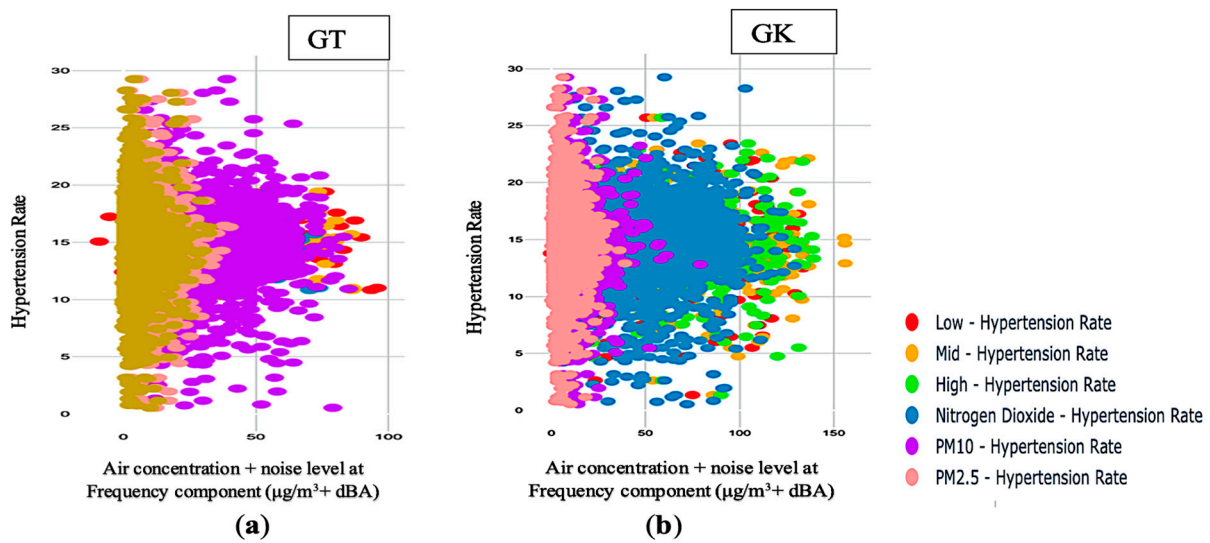 GT
30
25
20
15
10
5
0
0
50
100
Hypertension Rate
Air concentration + noise level at
Frequency component (μg/m³+ dBA)
(a)
GK
30
25
20
15
10
5
0
0
50
100
150
Hypertension Rate
Air concentration + noise level at
Frequency component (μg/m³+ dBA)
(b)
Low - Hypertension Rate
Mid - Hypertension Rate
High - Hypertension Rate
Nitrogen Dioxide - Hypertension Rate
PM10 - Hypertension Rate
PM2.5 - Hypertension Rate